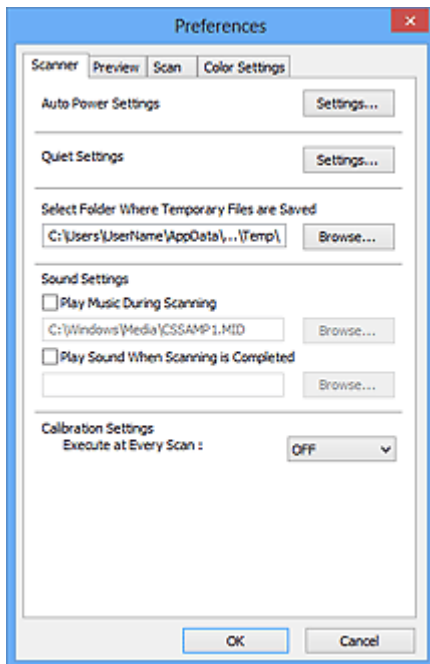 Preferences
Scanner Preview Scan Color Settings
Auto Power Settings Settings...
Quiet Settings Settings...
Select Folder Where Temporary Files are Saved
C:\Users\UserName\AppData\,...\Temp\ Browse...
Sound Settings
Play Music During Scanning
C:\Windows\Media\CSSAMP1.MID Browse...
Play Sound When Scanning is Completed
Browse...
Calibration Settings
Execute at Every Scan : OFF
OK Cancel